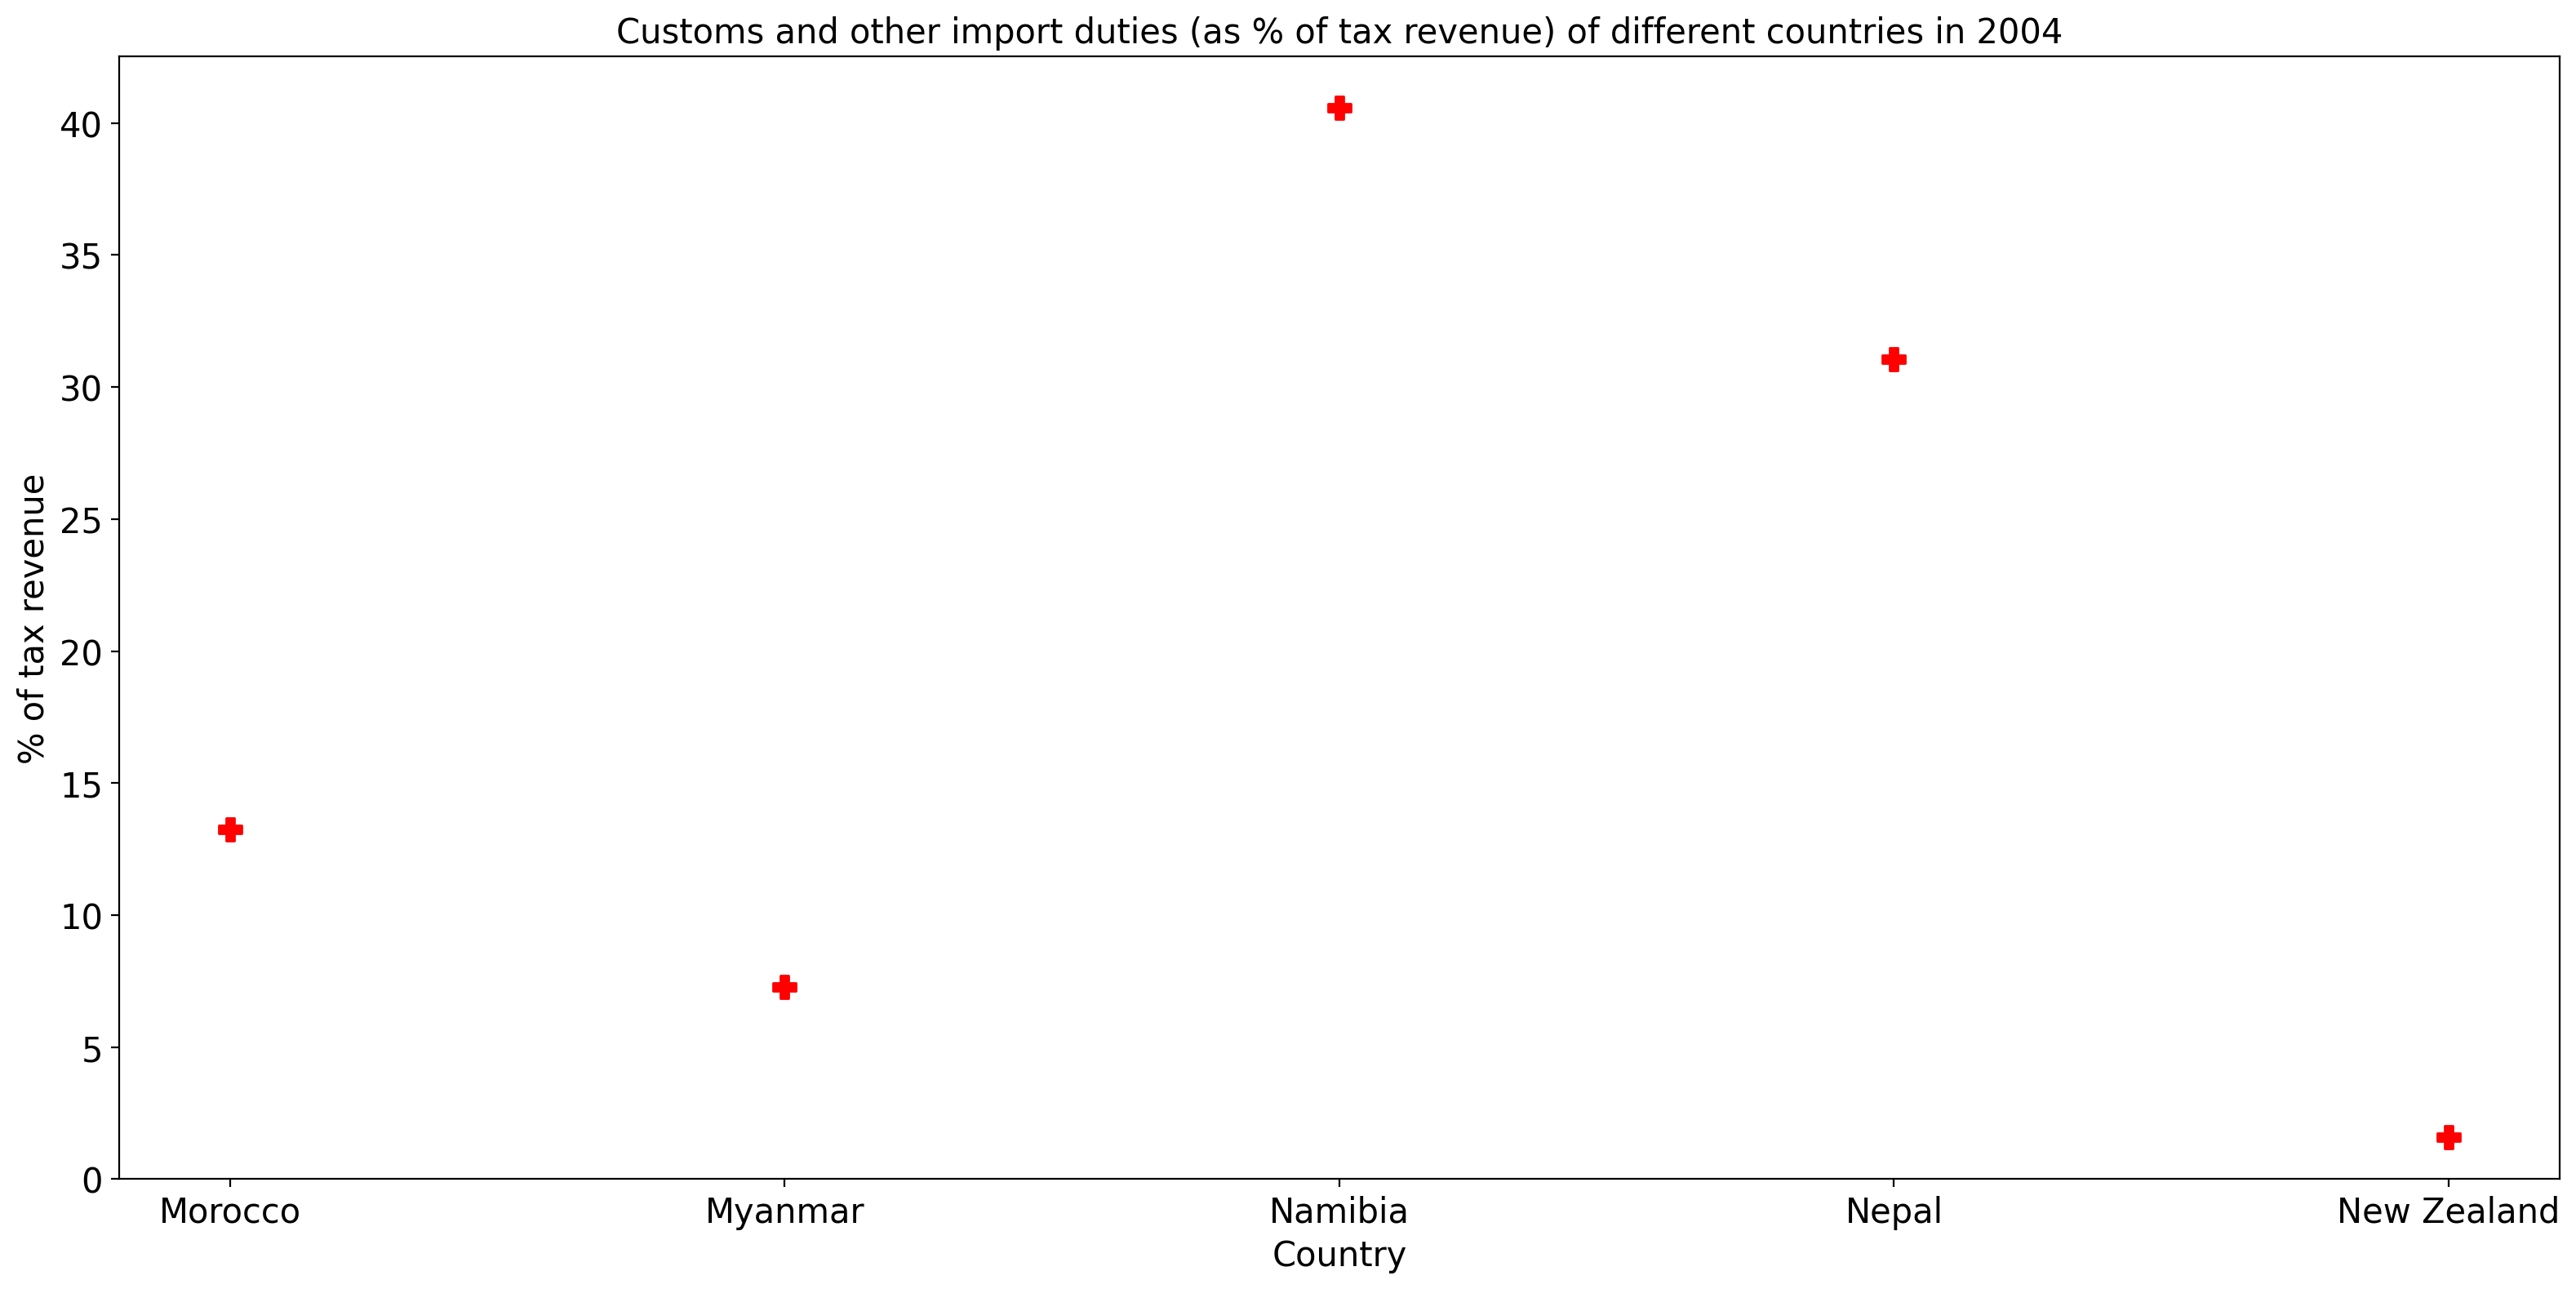 Customs and other import duties (as % of tax revenue) of different countries in 2004
% of tax revenue
40
35
30
25
20
15
10
5
0
Morocco Myanmar Namibia Nepal New Zealand
Country